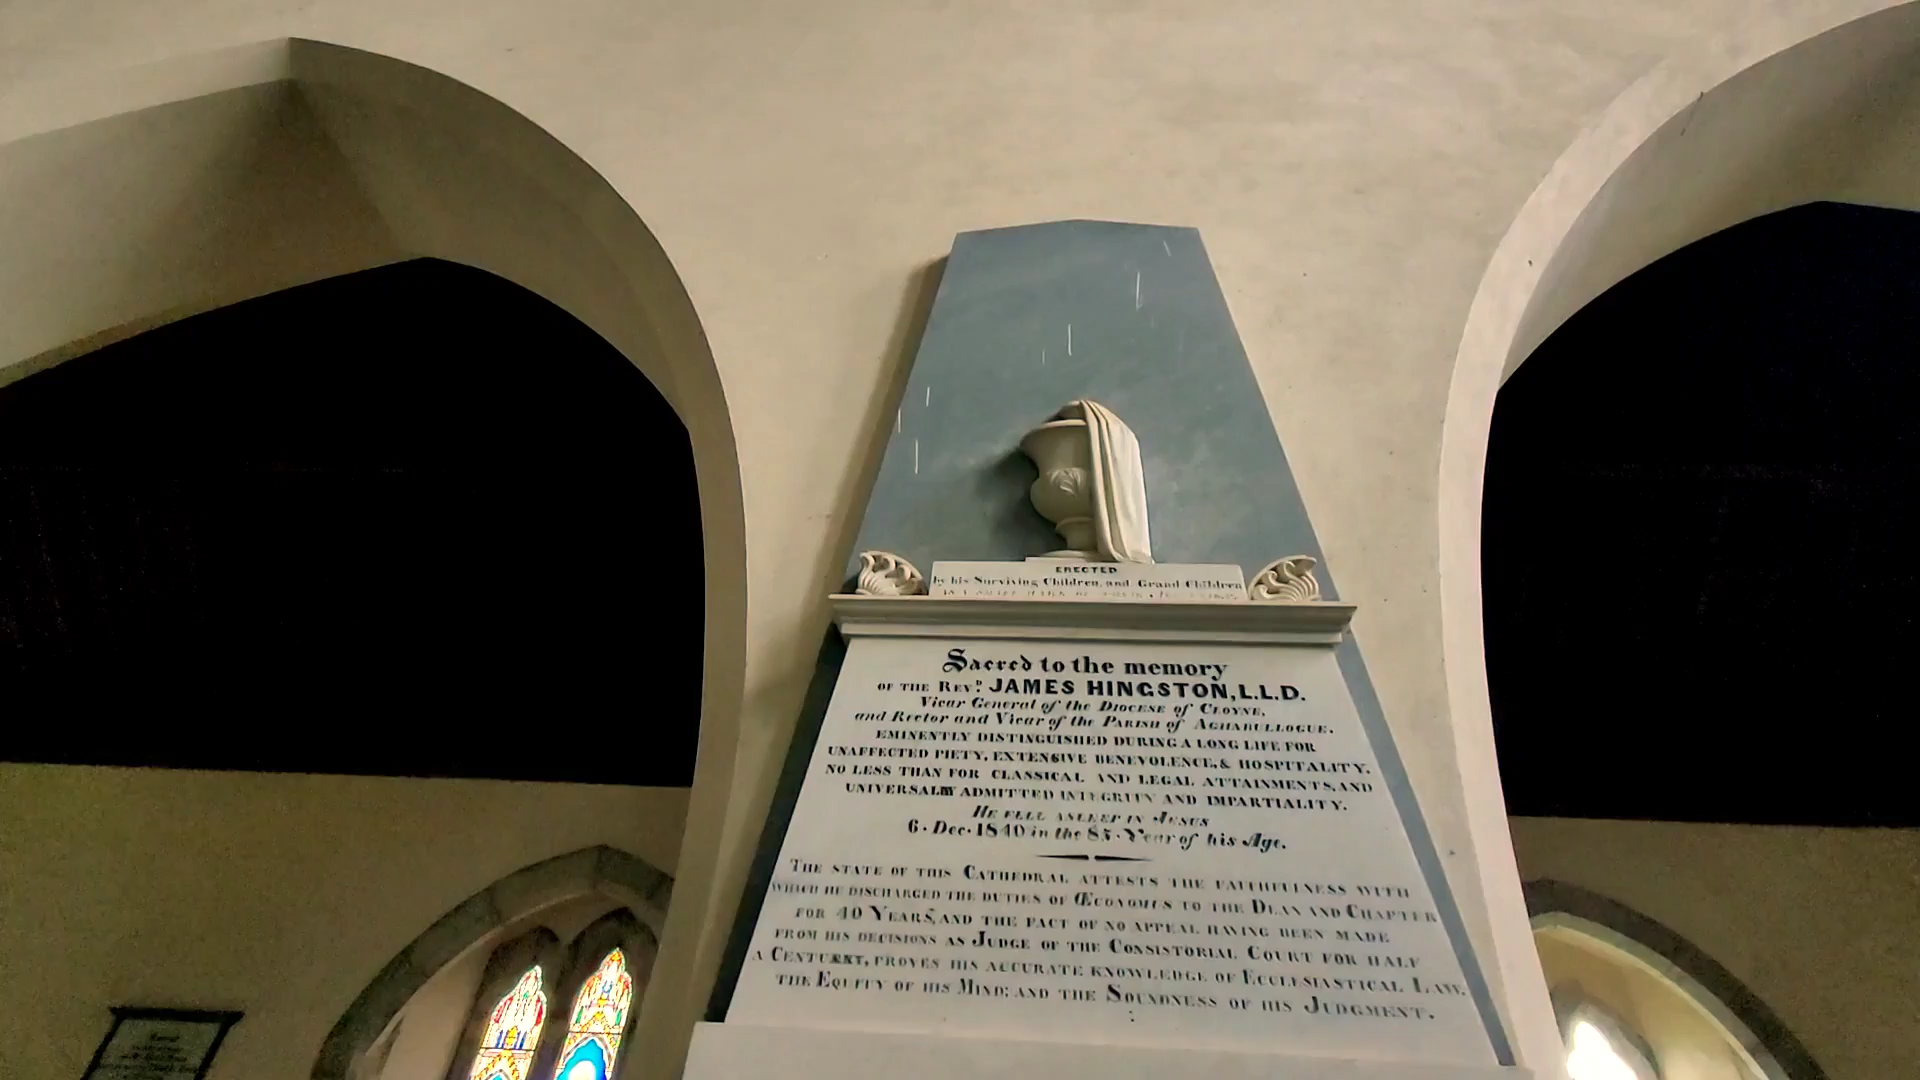 ERECTED
by his Surviving Children, and Grand Children
Sacred to the memory
OF THE REVD. JAMES HINGSTON, L.L.D.
Vicar General of the DIOCESE of CLOYNE,
and Rector and Vicar of the PARISH of AGHABULLOGUE.
EMINENTLY DISTINGUISHED DURING A LONG LIFE FOR
UNAFFECTED PIETY, EXTENSIVE BENEVOLENCE, & HOSPITALITY.
NO LESS THAN FOR CLASSICAL AND LEGAL ATTAINMENTS, AND
UNIVERSALLY ADMITTED INTEGRITY AND IMPARTIALITY.
HE FELL ASLEEP IN JESUS
6. Dec. 1840 in the 85. Year of his Age.
THE STATE OF THIS CATHEDRAL ATTESTS THE FAITHFULNESS WITH
WHICH HE DISCHARGED THE DUTIES OF ŒCONOMUS TO THE DEAN AND CHAPTER
FOR 40 YEARS, AND THE FACT OF NO APPEAL HAVING BEEN MADE
FROM HIS DECISIONS AS JUDGE OF THE CONSISTORIAL COURT FOR HALF
A CENTURY, PROVES HIS ACCURATE KNOWLEDGE OF ECCLESIASTICAL LAW.
THE EQUITY OF HIS MIND; AND THE SOUNDNESS OF HIS JUDGMENT.